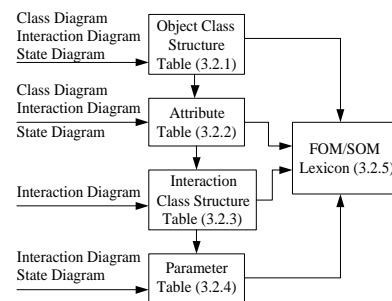 Class Diagram
Interaction Diagram
State Diagram
Object Class
Structure
Table (3.2.1)
Class Diagram
Interaction Diagram
State Diagram
Attribute
Table (3.2.2)
FOM/SOM
Lexicon (3.2.5)
Interaction Diagram
Interaction
Class Structure
Table (3.2.3)
Interaction Diagram
State Diagram
Parameter
Table (3.2.4)